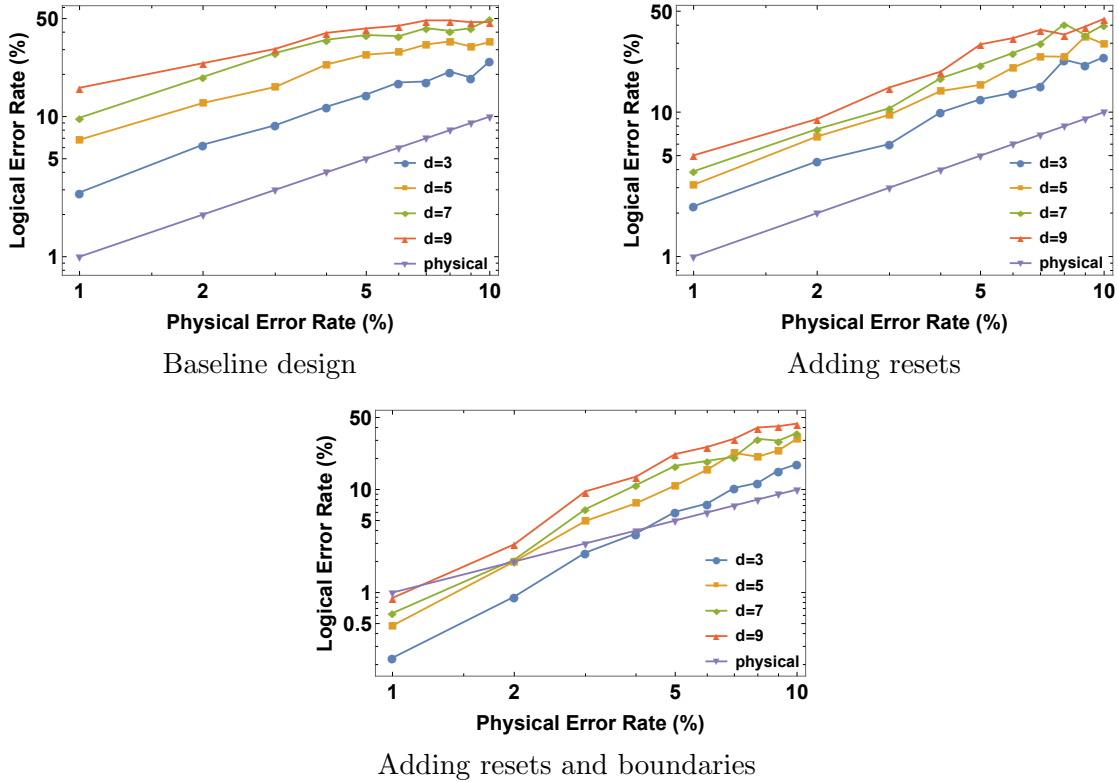 Logical Error Rate (%)
50
10
5
1
d=3
d=5
d=7
d=9
physical
1 2 5 10
Physical Error Rate (%)
Baseline design
Logical Error Rate (%)
50
10
5
1
d=3
d=5
d=7
d=9
physical
1 2 5 10
Physical Error Rate (%)
Adding resets
Logical Error Rate (%)
50
10
5
1
0.5
d=3
d=5
d=7
d=9
physical
1 2 5 10
Physical Error Rate (%)
Adding resets and boundaries